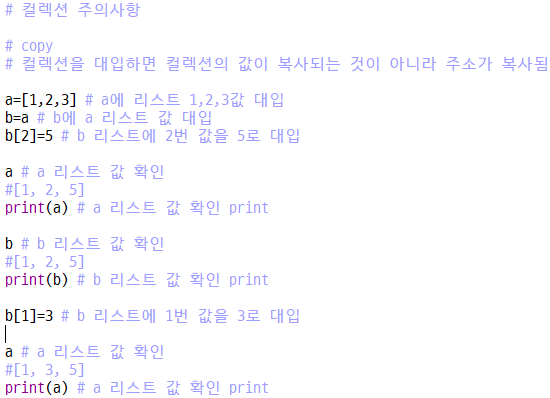 # 컬렉션 주의사항
# copy
# 컬렉션을 대입하면 컬렉션의 값이 복사되는 것이 아니라 주소가 복사됨
a=[1,2,3] # a에 리스트 1,2,3값 대입
b=a # b에 a 리스트 값 대입
b[2]=5 # b 리스트에 2번 값을 5로 대입
a # a 리스트 값 확인
#[1, 2, 5]
print(a) # a 리스트 값 확인 print
b # b 리스트 값 확인
#[1, 2, 5]
print(b) # b 리스트 값 확인 print
b[1]=3 # b 리스트에 1번 값을 3로 대입
a # a 리스트 값 확인
#[1, 3, 5]
print(a) # a 리스트 값 확인 print